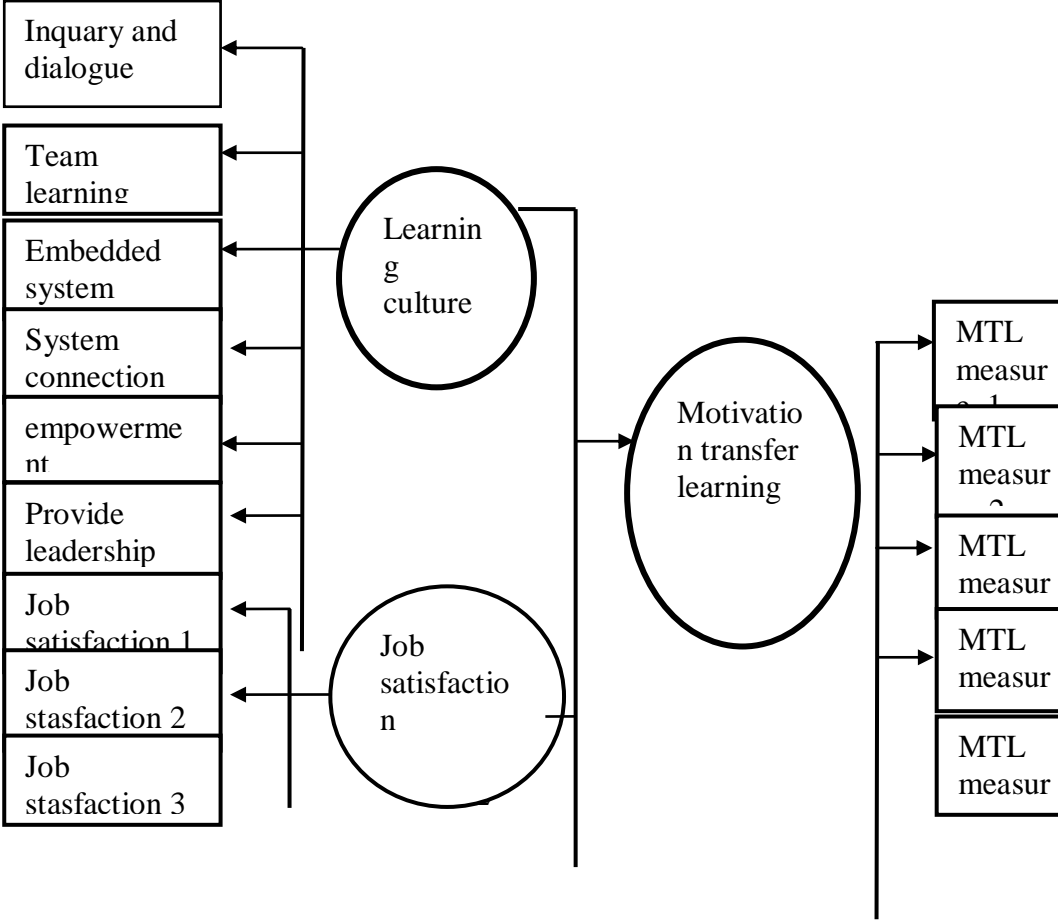 Inquary and
dialogue
Team
learning
Embedded
system
System
connection
empowerme
nt
Provide
leadership
Job
satisfaction 1
Job
stasfaction 2
Job
stasfaction 3
Learnin
g
culture
Job
satisfactio
n
Motivatio
n transfer
learning
MTL
measur
e 1
MTL
measur
2
MTL
measur
MTL
measur
MTL
measur